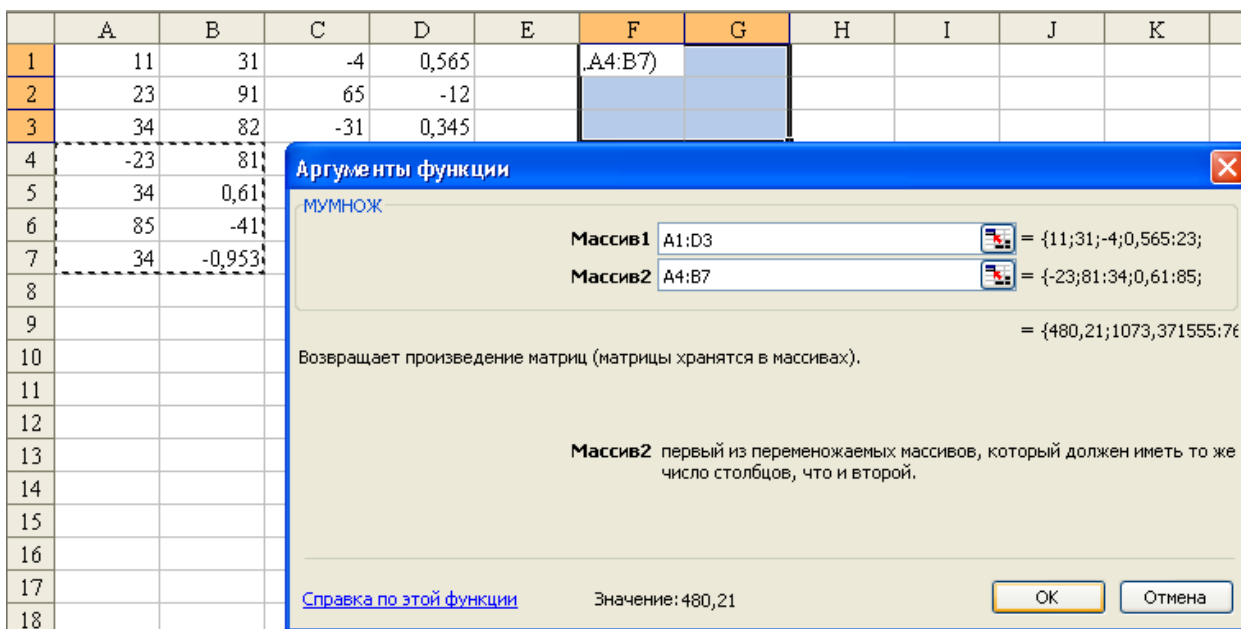 A B C D E F G H I J K
1 11 31 -4 0,565 ,A4:B7)
2 23 91 65 -12
3 34 82 -31 0,345
4 -23 81
5 34 0,61
6 85 -41
7 34 -0,953
8
9
10
11
12
13
14
15
16
17
18
Аргументы функции
МУМНОЖ
Массив1 A1:D3 = {11;31;-4;0,565:23;
Массив2 A4:B7 = {-23;81:34;0,61:85;
= {480,21;1073,371555:76
Возвращает произведение матриц (матрицы хранятся в массивах).
Массив2 первый из переменожаемых массивов, который должен иметь то же
число столбцов, что и второй.
Справка по этой функции Значение:480,21 ОК Отмена